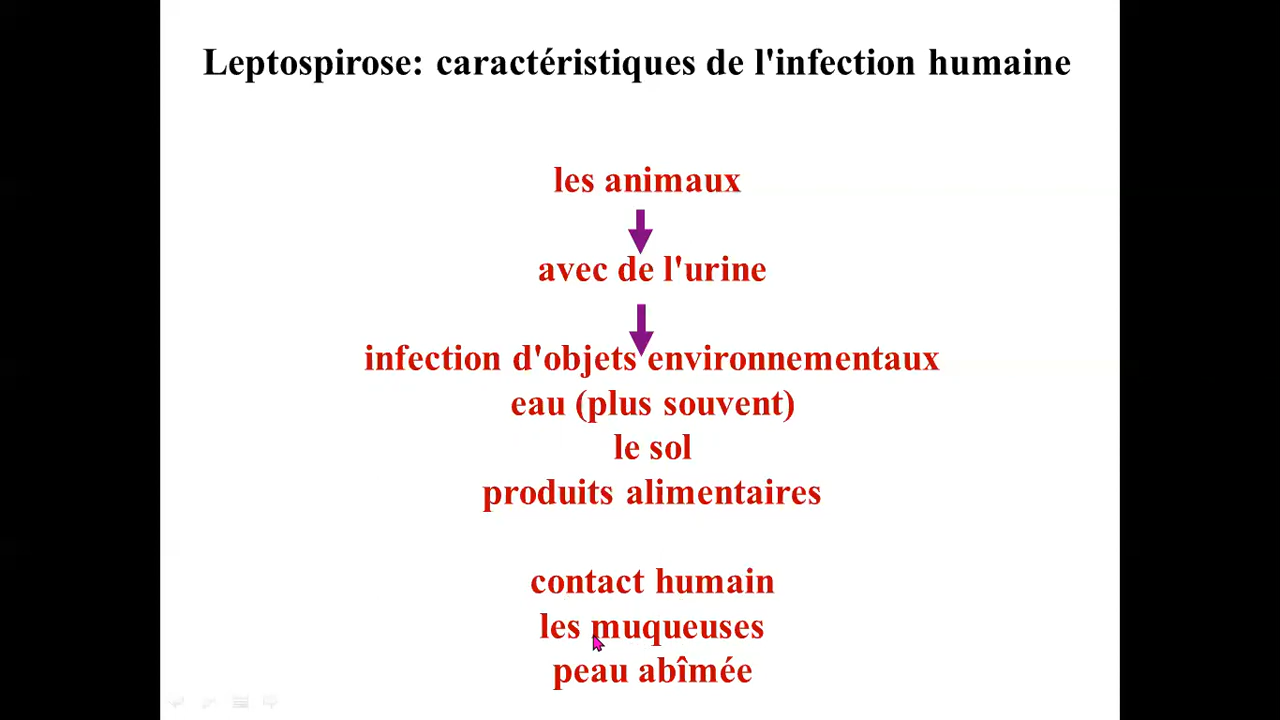 Leptospirose: caractéristiques de l'infection humaine
les animaux
avec de l'urine
infection d'objets environnementaux
eau (plus souvent)
le sol
produits alimentaires
contact humain
les muqueuses
peau abîmée